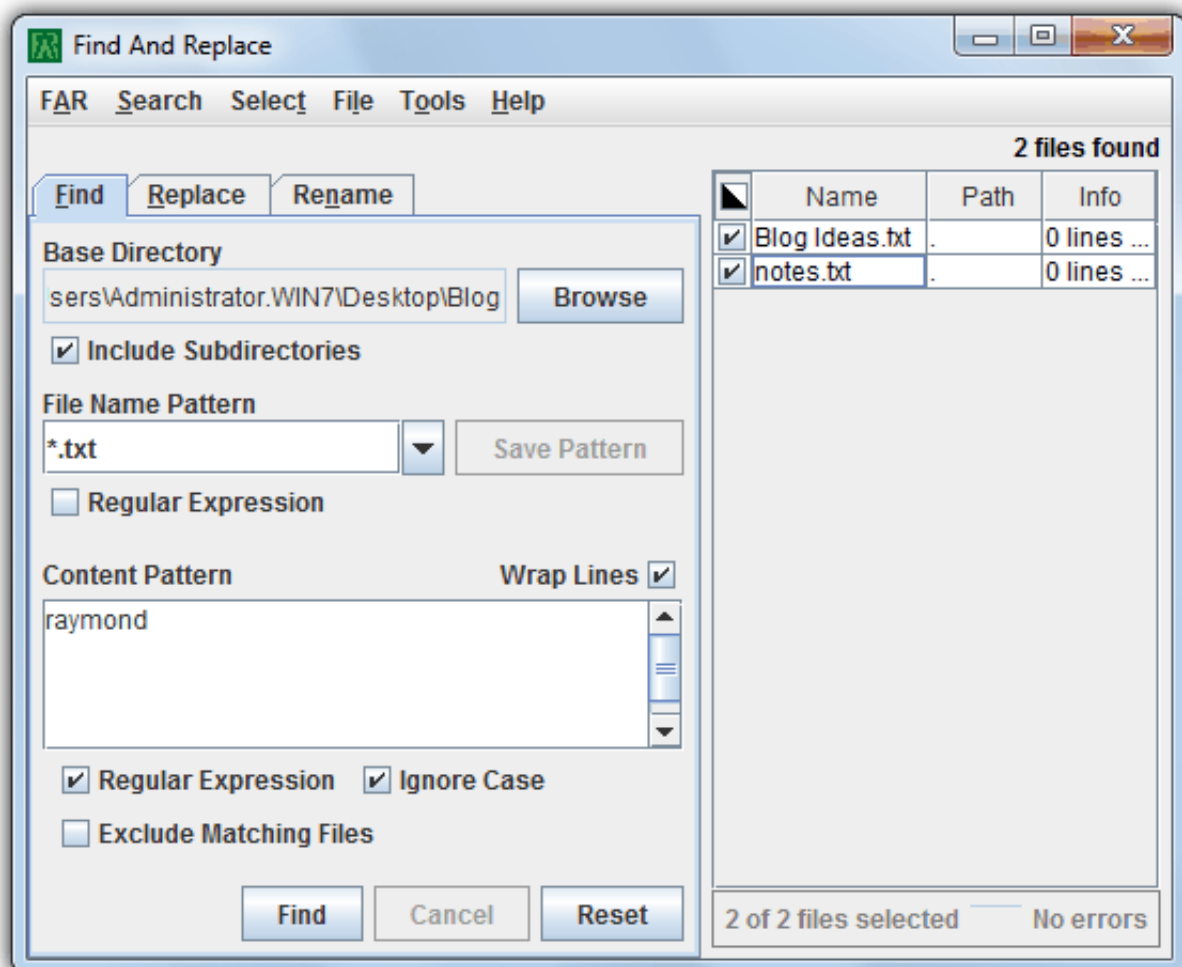 Find And Replace
FAR Search Select File Tools Help
2 files found
Find Replace Rename
Base Directory
sers\Administrator.WIN7\Desktop\Blog Browse
Include Subdirectories
File Name Pattern
*.txt Save Pattern
Regular Expression
Content Pattern Wrap Lines
raymond
Regular Expression Ignore Case
Exclude Matching Files
Find Cancel Reset
Name Path Info
Blog Ideas.txt . 0 lines ...
notes.txt . 0 lines ...
2 of 2 files selected No errors